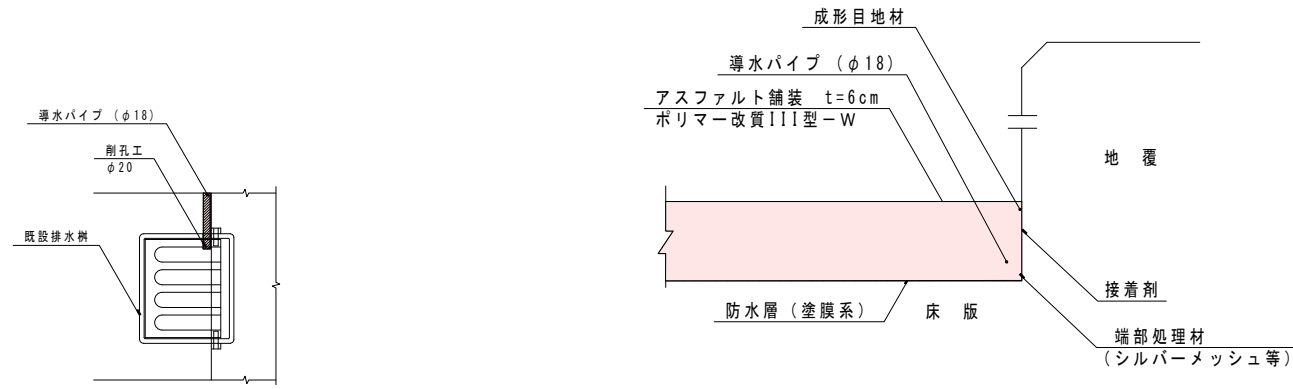 導水パイプ (φ18)
削孔工
φ20
既設排水桝
成形目地材
導水パイプ (φ18)
アスファルト舗装 t=6cm
ポリマー改質III型-W
地 覆
防水層(塗膜系)
床 版
接着剤
端部処理材
(シルバーメッシュ等)